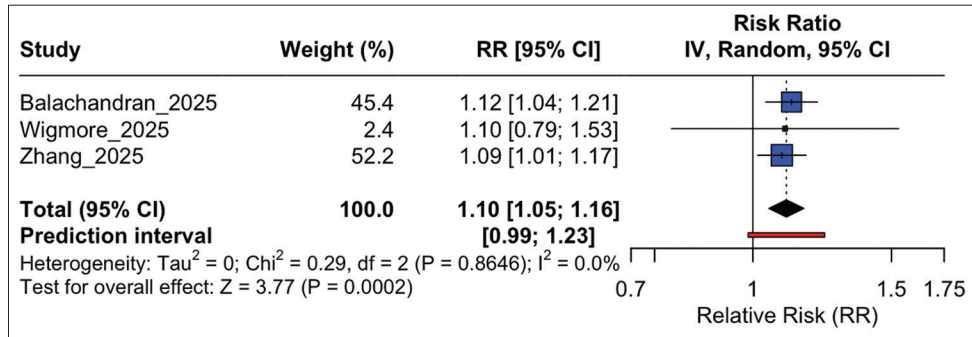 Risk Ratio
Study Weight (%) RR [95% CI] IV, Random, 95% CI
Balachandran_2025 45.4 1.12 [1.04; 1.21]
Wigmore_2025 2.4 1.10 [0.79; 1.53]
Zhang_2025 52.2 1.09 [1.01; 1.17]
Total (95% CI) 100.0 1.10 [1.05; 1.16]
Prediction interval [0.99; 1.23]
Heterogeneity: Tau² = 0; Chi² = 0.29, df = 2 (P = 0.8646); I² = 0.0%
Test for overall effect: Z = 3.77 (P = 0.0002)
0.7 1 1.5 1.75
Relative Risk (RR)